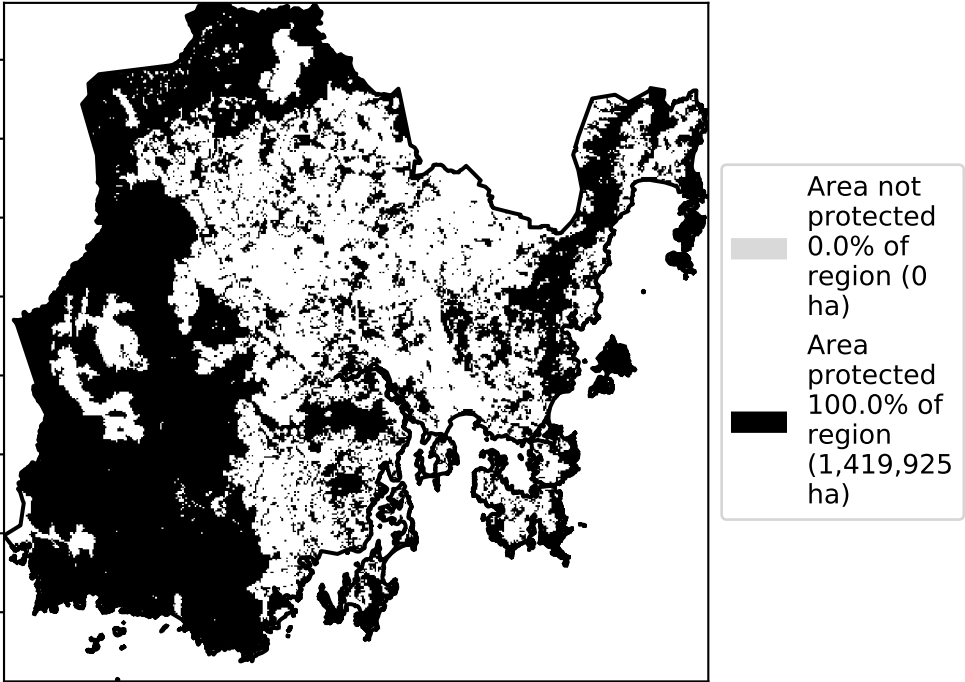 Area not
protected
0.0% of
region (0
ha)
Area
protected
100.0% of
region
(1,419,925
ha)